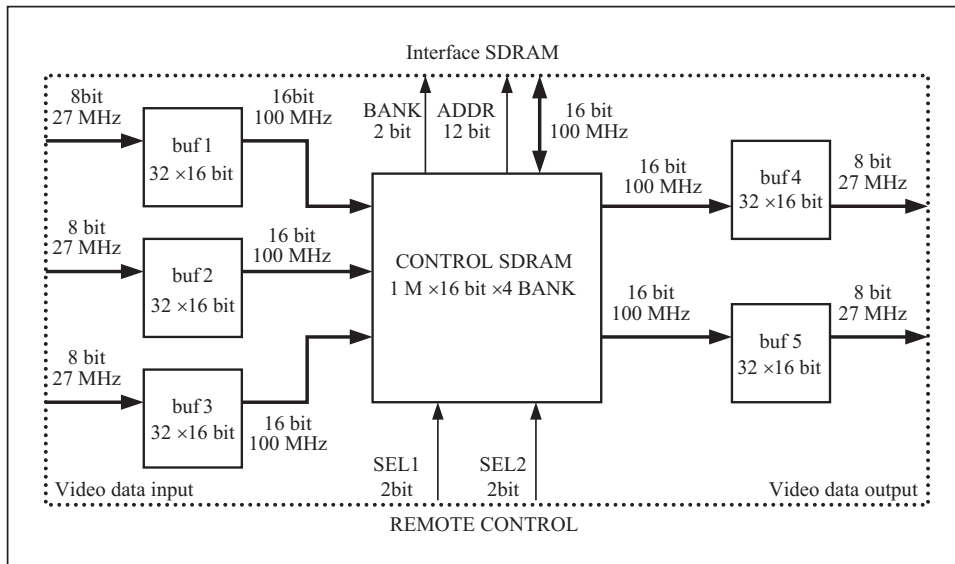 Interface SDRAM
8bit
27 MHz
buf 1
32 ×16 bit
16bit
100 MHz
BANK
2 bit
ADDR
12 bit
16 bit
100 MHz
16 bit
100 MHz
buf 4
32 ×16 bit
8 bit
27 MHz
8 bit
27 MHz
buf 2
32 ×16 bit
16 bit
100 MHz
CONTROL SDRAM
1 M ×16 bit ×4 BANK
16 bit
100 MHz
buf 5
32 ×16 bit
8 bit
27 MHz
8 bit
27 MHz
buf 3
32 ×16 bit
16 bit
100 MHz
SEL1
2bit
SEL2
2bit
Video data input
Video data output
REMOTE CONTROL